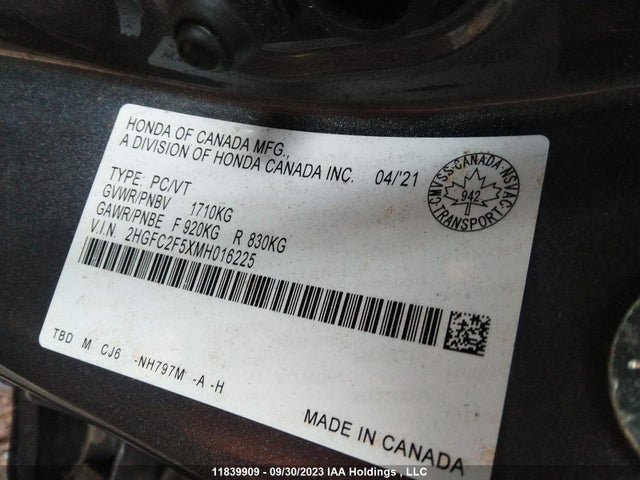 HONDA OF CANADA MFG.,
A DIVISION OF HONDA CANADA INC. 04/'21
TYPE: PC/VT
GVWR/PNBV 1710KG
GAWR/PNBE F 920KG R 830KG
V.I.N. 2HGFC2F5XMH016225
CMVSS CANADA NSVAC
942
TRANSPORT
TBD M CJ6 -NH797M -A -H
MADE IN CANADA
11839909 - 09/30/2023 IAA Holdings , LLC